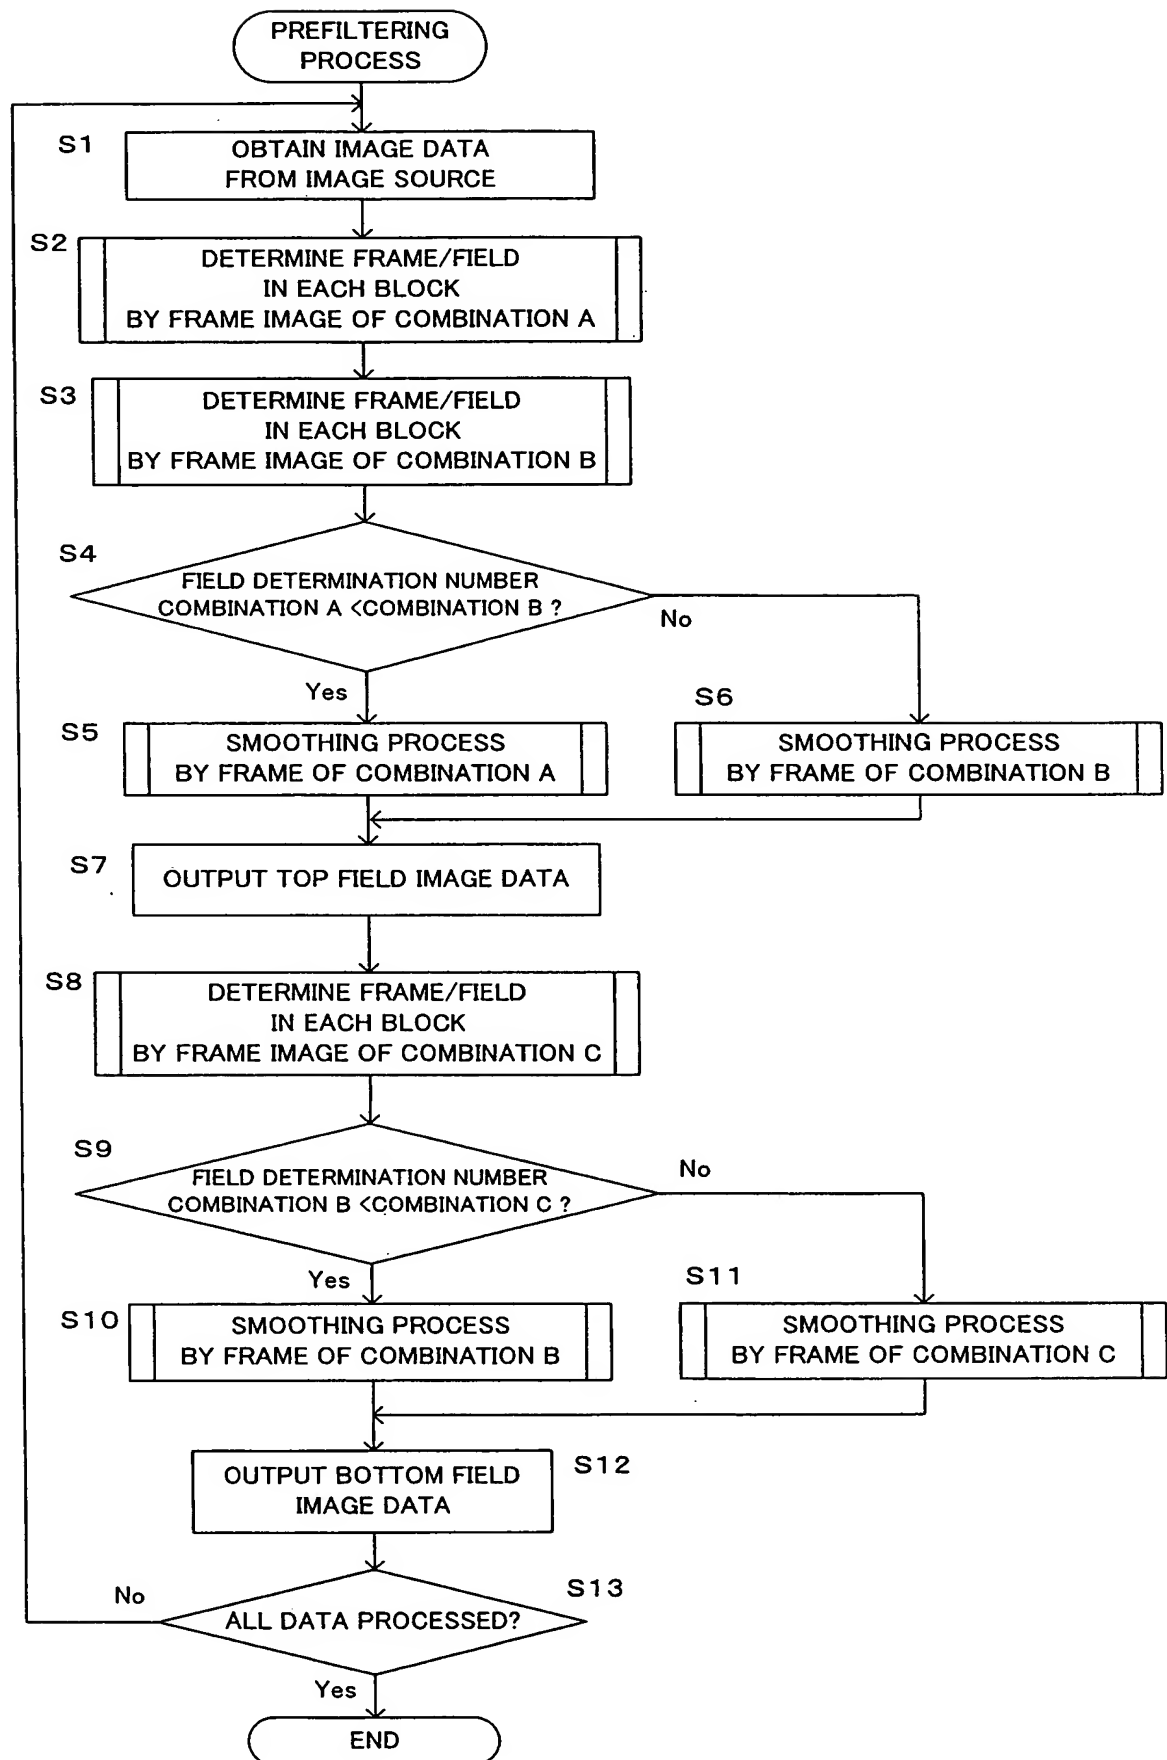 PREFILTERING
PROCESS
S1
OBTAIN IMAGE DATA
FROM IMAGE SOURCE
S2
DETERMINE FRAME/FIELD
IN EACH BLOCK
BY FRAME IMAGE OF COMBINATION A
S3
DETERMINE FRAME/FIELD
IN EACH BLOCK
BY FRAME IMAGE OF COMBINATION B
S4
FIELD DETERMINATION NUMBER
COMBINATION A <COMBINATION B ?
No
Yes
S6
S5
SMOOTHING PROCESS
BY FRAME OF COMBINATION A
SMOOTHING PROCESS
BY FRAME OF COMBINATION B
S7
OUTPUT TOP FIELD IMAGE DATA
S8
DETERMINE FRAME/FIELD
IN EACH BLOCK
BY FRAME IMAGE OF COMBINATION C
S9
FIELD DETERMINATION NUMBER
COMBINATION B <COMBINATION C ?
No
Yes
S11
S10
SMOOTHING PROCESS
BY FRAME OF COMBINATION B
SMOOTHING PROCESS
BY FRAME OF COMBINATION C
OUTPUT BOTTOM FIELD
IMAGE DATA
S12
No
S13
ALL DATA PROCESSED?
Yes
END